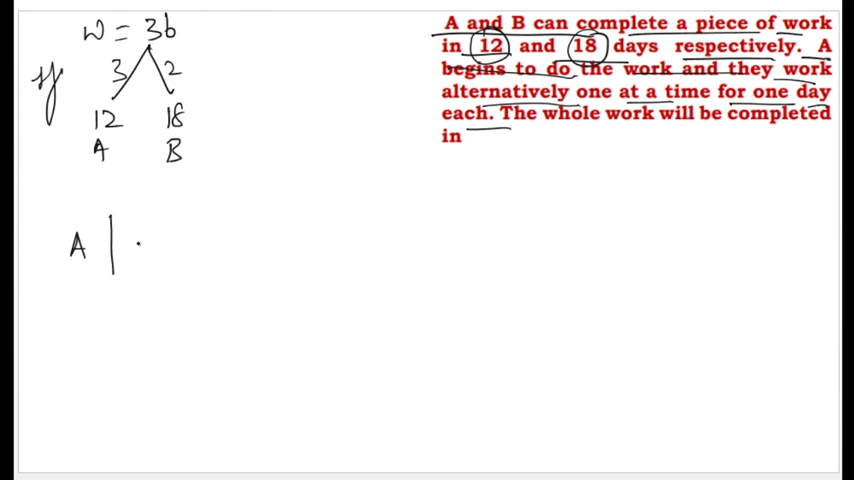 W = 36
3 2
12 18
A B
A |
A and B can complete a piece of work
in 12 and 18 days respectively. A
begins to do the work and they work
alternatively one at a time for one day
each. The whole work will be completed
in